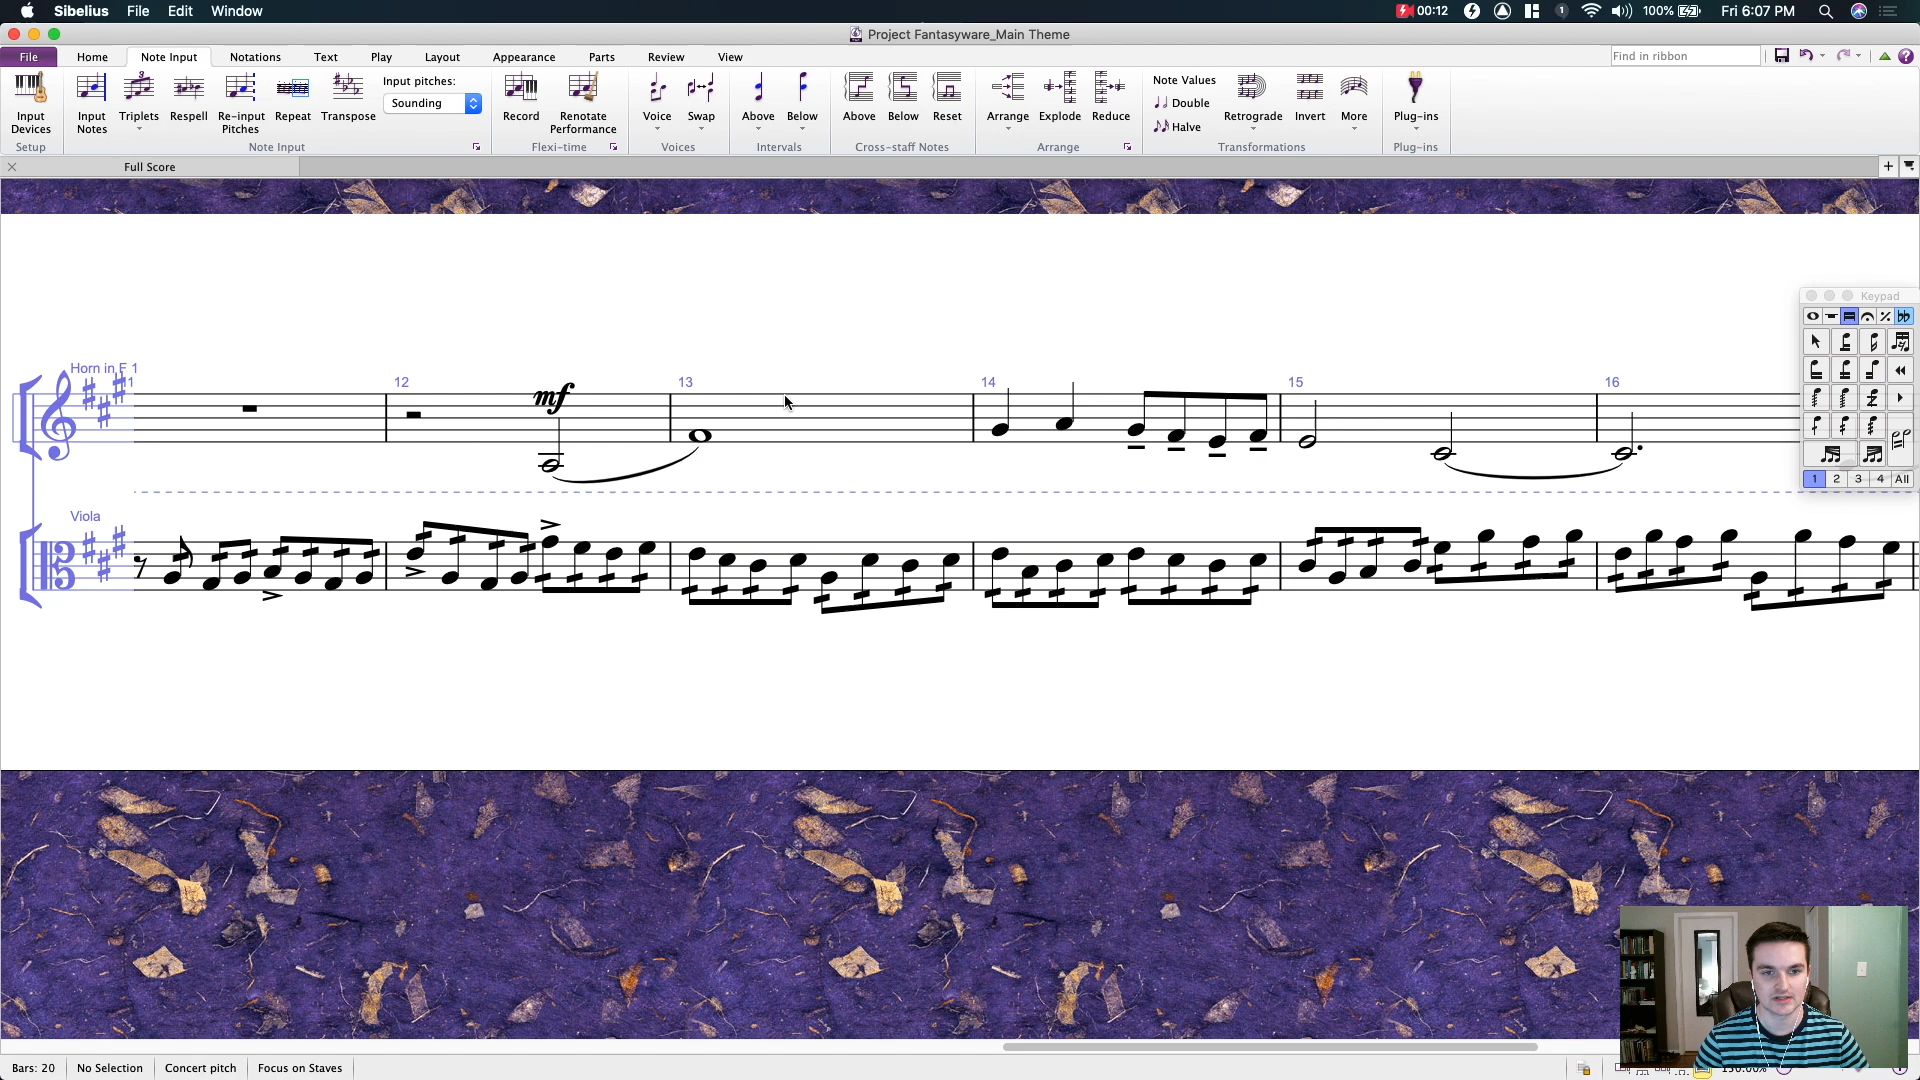 Sibelius File Edit Window 00:12 1 100% Fri 6:07 PM
Project Fantasyware_Main Theme
File Home Note Input Notations Text Play Layout Appearance Parts Review View Find in ribbon
Input Devices
Input Notes
Triplets
Respell
Re-input Pitches
Repeat
Transpose
Input pitches:
Sounding
Record
Renotate Performance
Voice
Swap
Above
Below
Above
Below
Reset
Arrange
Explode
Reduce
Note Values
Double
Halve
Retrograde
Invert
More
Plug-ins
Setup Note Input Flexi-time Voices Intervals Cross-staff Notes Arrange Transformations Plug-ins
Full Score
Keypad
Horn in F 1
12 13 14 15 16
mf
1 2 3 4 All
Viola
Bars: 20 No Selection Concert pitch Focus on Staves